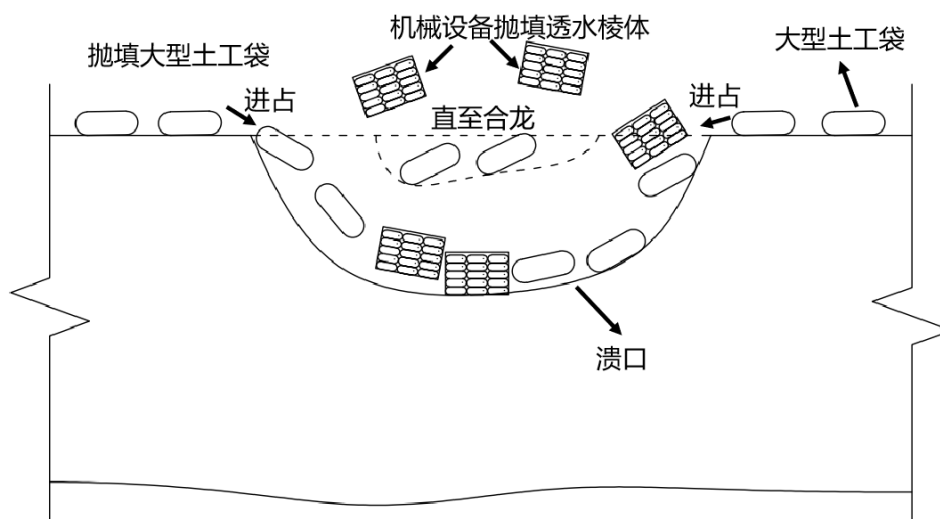 机械设备抛填透水棱体
大型土工袋
抛填大型土工袋
进占
进占
直至合龙
溃口